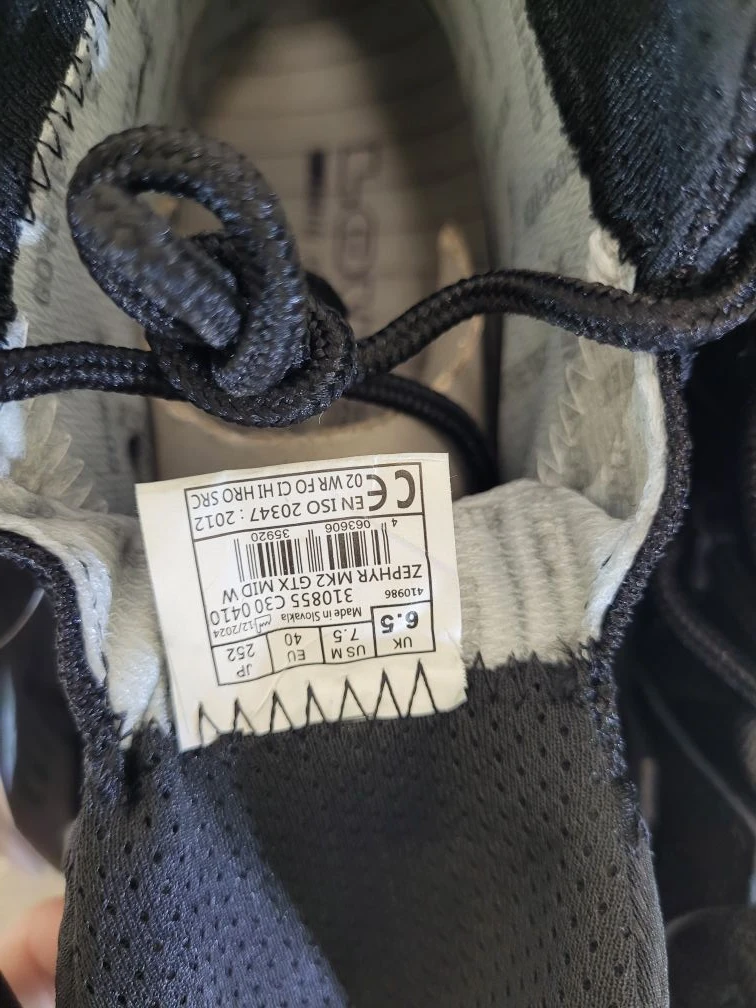 UK US M EU JP
6.5 7.5 40 252
410986 Made in Slovakia 12/2024
310855 C30 0410
ZEPHYR MK2 GTX MID W
4 063606 35920
EN ISO 20347 : 2012
CE 02 WR FO CI HI HRO SRC